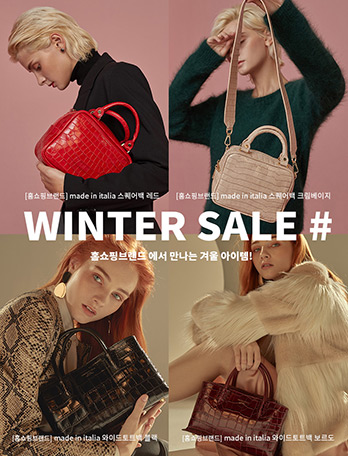 [홈쇼핑브랜드] made in italia 스퀘어백 레드
[홈쇼핑브랜드] made in italia 스퀘어백 크림베이지
WINTER SALE #
홈쇼핑브랜드 에서 만나는 겨울 아이템!
[홈쇼핑브랜드] made in italia 와이드토트백 블랙
[홈쇼핑브랜드] made in italia 와이드토트백 보르도